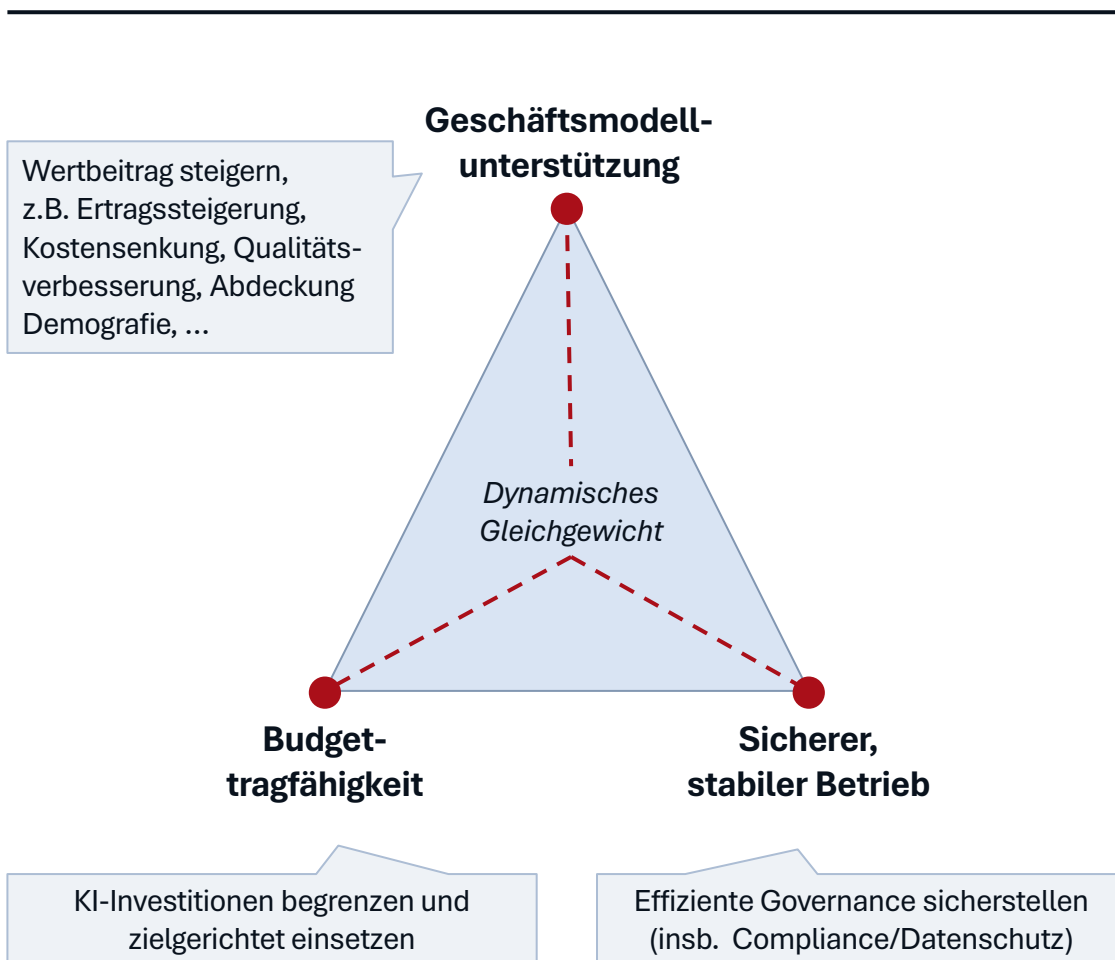 Geschäftsmodell-
unterstützung
Wertbeitrag steigern,
z.B. Ertragssteigerung,
Kostensenkung, Qualitäts-
verbesserung, Abdeckung
Demografie, ...
Dynamisches
Gleichgewicht
Budget-
tragfähigkeit
Sicherer,
stabiler Betrieb
KI-Investitionen begrenzen und
zielgerichtet einsetzen
Effiziente Governance sicherstellen
(insb. Compliance/Datenschutz)